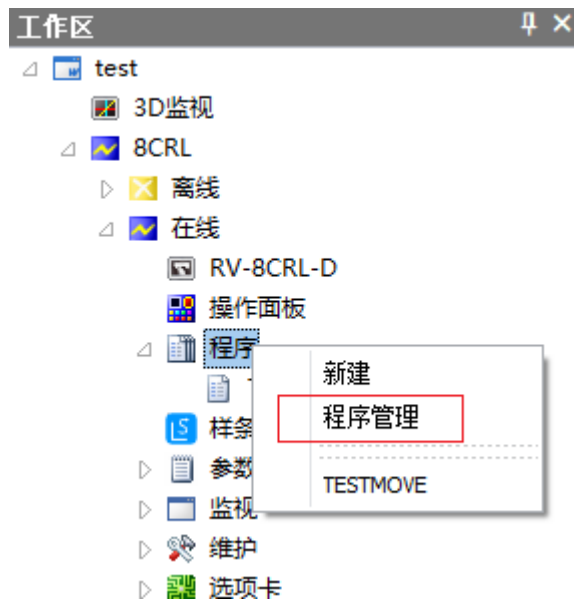 工作区
test
3D监视
8CRL
离线
在线
RV-8CRL-D
操作面板
程序
新建
程序管理
TESTMOVE
样条
参数
监视
维护
选项卡